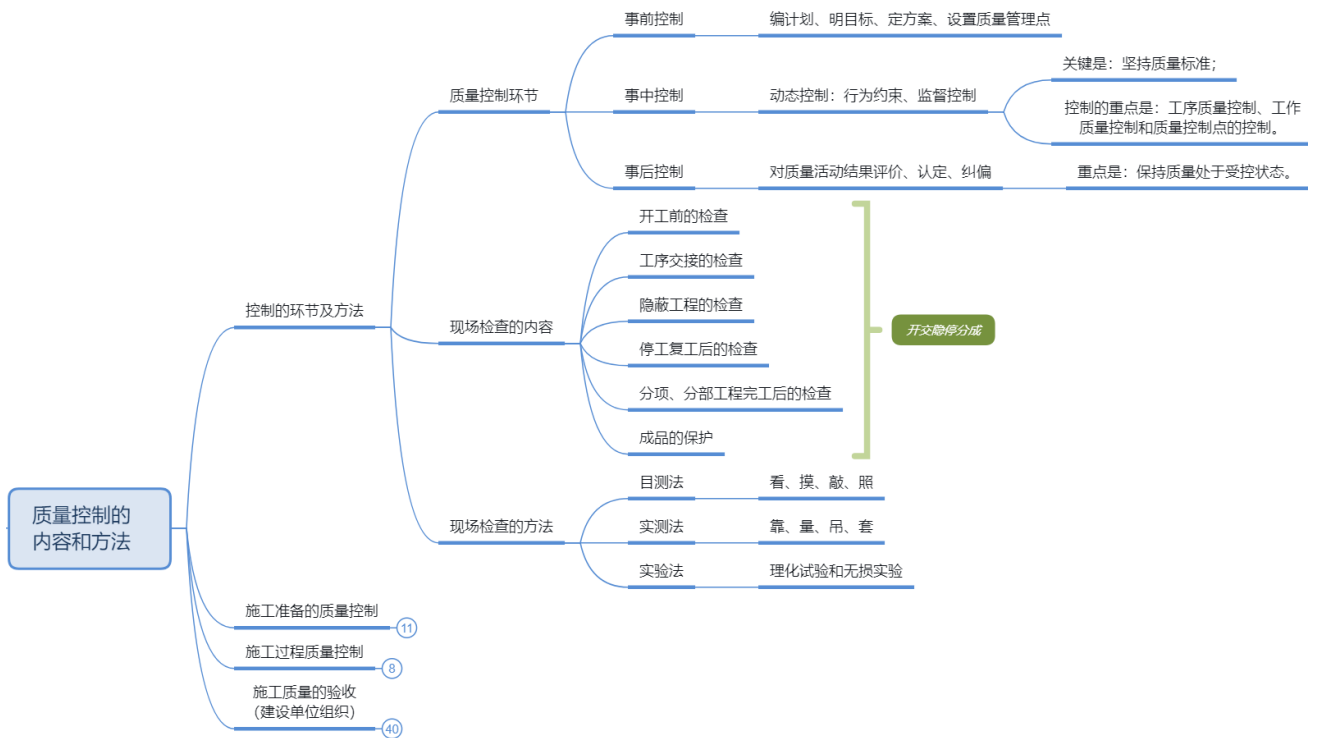 质量控制的
内容和方法
控制的环节及方法
质量控制环节
事前控制
编计划、明目标、定方案、设置质量管理点
事中控制
动态控制：行为约束、监督控制
关键是：坚持质量标准；
控制的重点是：工序质量控制、工作
质量控制和质量控制点的控制。
事后控制
对质量活动结果评价、认定、纠偏
重点是：保持质量处于受控状态。
现场检查的内容
开工前的检查
工序交接的检查
隐蔽工程的检查
停工复工后的检查
分项、分部工程完工后的检查
成品的保护
开交隐停分成
现场检查的方法
目测法
看、摸、敲、照
实测法
靠、量、吊、套
实验法
理化试验和无损实验
施工准备的质量控制
11
施工过程质量控制
8
施工质量的验收
（建设单位组织）
40